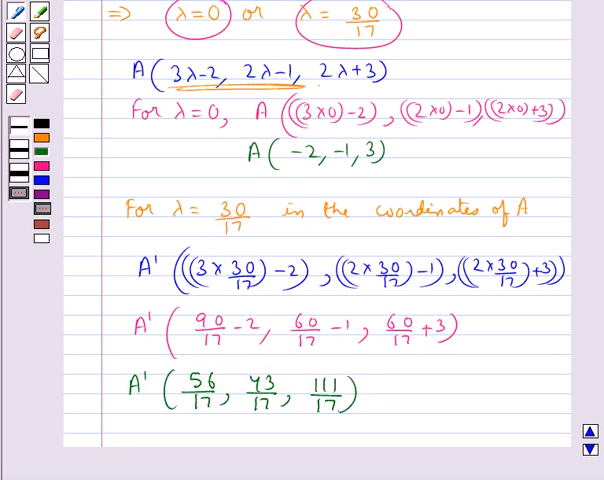 ⇒ λ=0 or λ = 30/17
A(3λ-2, 2λ-1, 2λ+3)
For λ=0, A((3×0)-2), ((2×0)-1), ((2×0)+3))
A(-2, -1, 3)
For λ = 30/17 in the coordinates of A
A' (((3×30/17)-2), ((2×30/17)-1), ((2×30/17)+3))
A' (90/17-2, 60/17-1, 60/17+3)
A' (56/17, 43/17, 111/17)